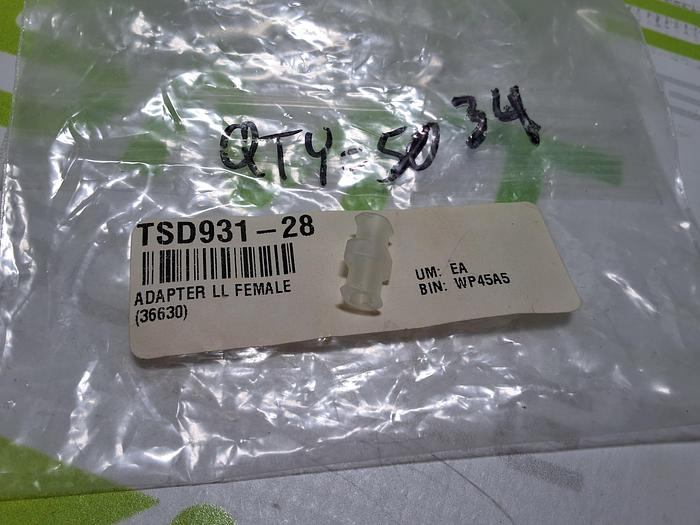 QTY-50 34
TSD931-28
ADAPTER LL FEMALE
(36630)
UM: EA
BIN: WP45A5